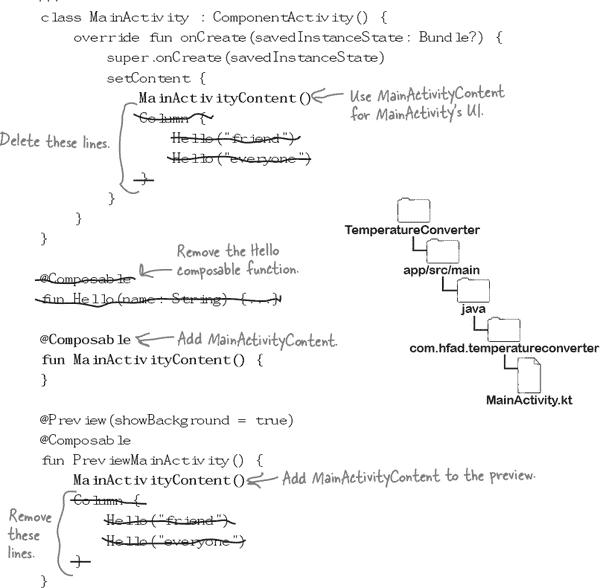 class MainActivity : ComponentActivity() {
override fun onCreate(savedInstanceState: Bundle?) {
super.onCreate(savedInstanceState)
setContent {
MainActivityContent()
Use MainActivityContent
for MainActivity's UI.
Column {
Hello("friend")
Hello("everyone")
}
Delete these lines.
}
}
}
@Composable
fun Hello(name: String) {...}
Remove the Hello
composable function.
@Composable
Add MainActivityContent.
fun MainActivityContent() {
}
TemperatureConverter
app/src/main
java
com.hfad.temperatureconverter
MainActivity.kt
@Preview(showBackground = true)
@Composable
fun PreviewMainActivity() {
MainActivityContent()
Add MainActivityContent to the preview.
Column {
Hello("friend")
Hello("everyone")
}
Remove
these
lines.
}